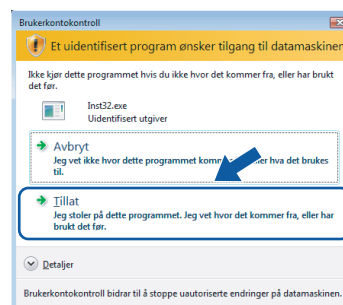 Brukerkontokontroll
Et uidentifisert program ønsker tilgang til datamaskinen
Ikke kjør dette programmet hvis du ikke hvor det kommer fra, eller har brukt
det før.
Inst32.exe
Uidentifisert utgiver
Avbryt
Jeg vet ikke hvor dette programmet kommer hva det brukes
til.
Tillat
Jeg stoler på dette programmet. Jeg vet hvor det kommer fra, eller har
brukt det før.
Detaljer
Brukerkontokontroll bidrar til å stoppe uautoriserte endringer på datamaskinen.